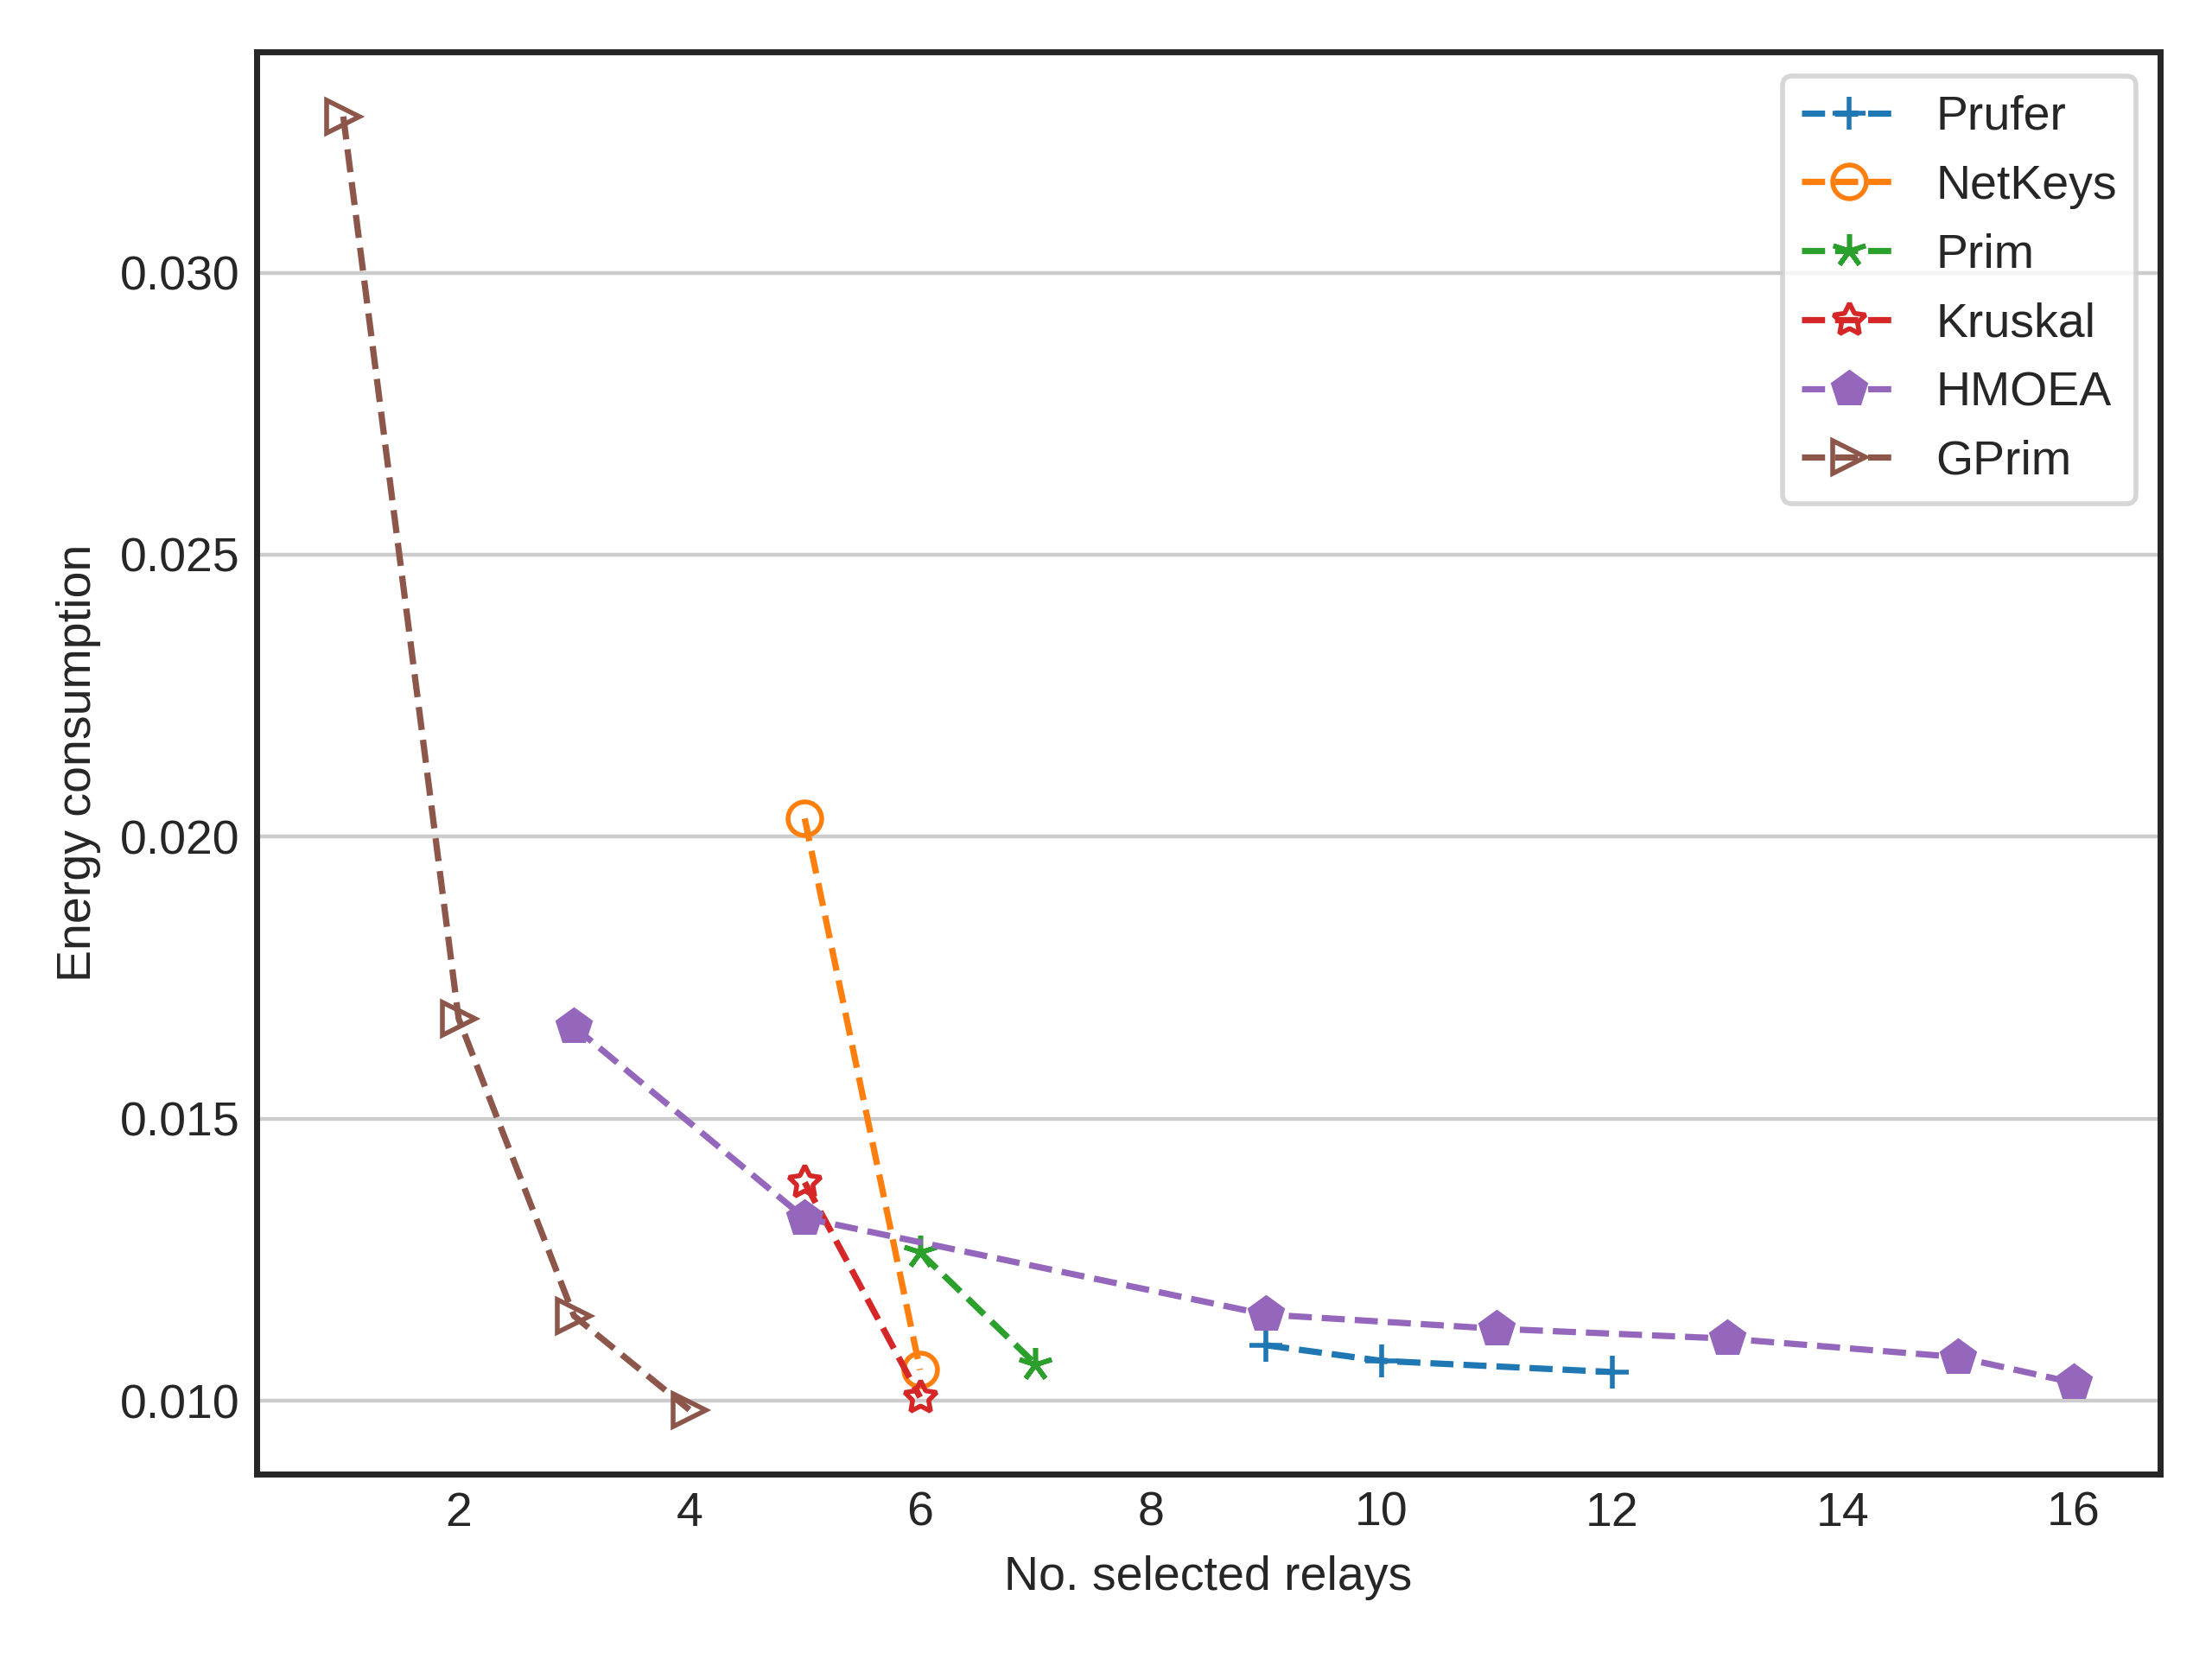 Prufer
NetKeys
Prim
Kruskal
HMOEA
GPrim
0.030
0.025
0.020
0.015
0.010
Energy consumption
2 4 6 8 10 12 14 16
No. selected relays